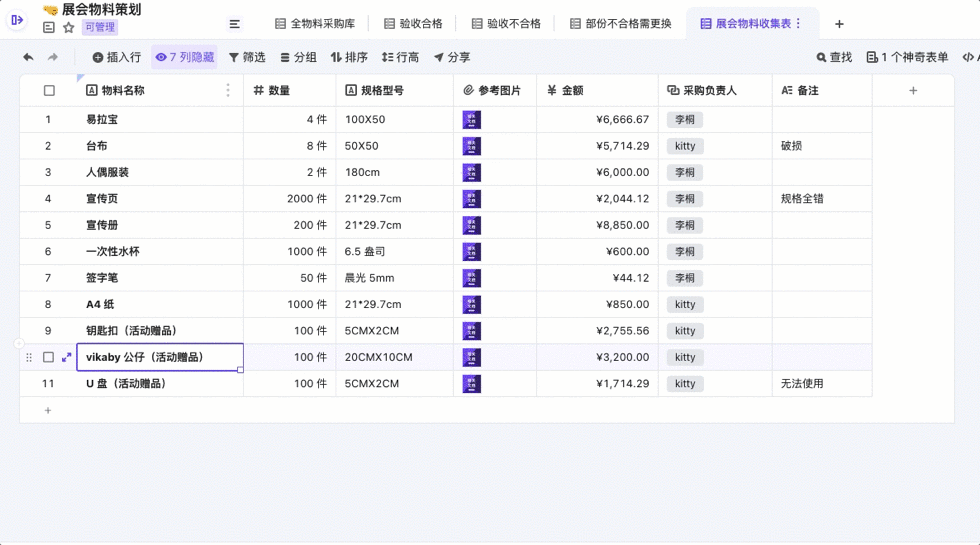 展会物料策划
可管理
全物料采购库
验收合格
验收不合格
部份不合格需更换
展会物料收集表
插入行
7 列隐藏
筛选
分组
排序
行高
分享
查找
1 个神奇表单
物料名称 数量 规格型号 参考图片 金额 采购负责人 备注
1 易拉宝 4 件 100X50 ¥6,666.67 李桐
2 台布 8 件 50X50 ¥5,714.29 kitty 破损
3 人偶服装 2 件 180cm ¥6,000.00 李桐
4 宣传页 2000 件 21*29.7cm ¥2,044.12 李桐 规格全错
5 宣传册 200 件 21*29.7cm ¥8,850.00 李桐
6 一次性水杯 1000 件 6.5 盎司 ¥600.00 李桐
7 签字笔 50 件 晨光 5mm ¥44.12 李桐
8 A4 纸 1000 件 21*29.7cm ¥850.00 kitty
9 钥匙扣（活动赠品） 100 件 5CMX2CM ¥2,755.56 kitty
vikaby 公仔（活动赠品） 100 件 20CMX10CM ¥3,200.00 kitty
11 U 盘（活动赠品） 100 件 5CMX2CM ¥1,714.29 kitty 无法使用